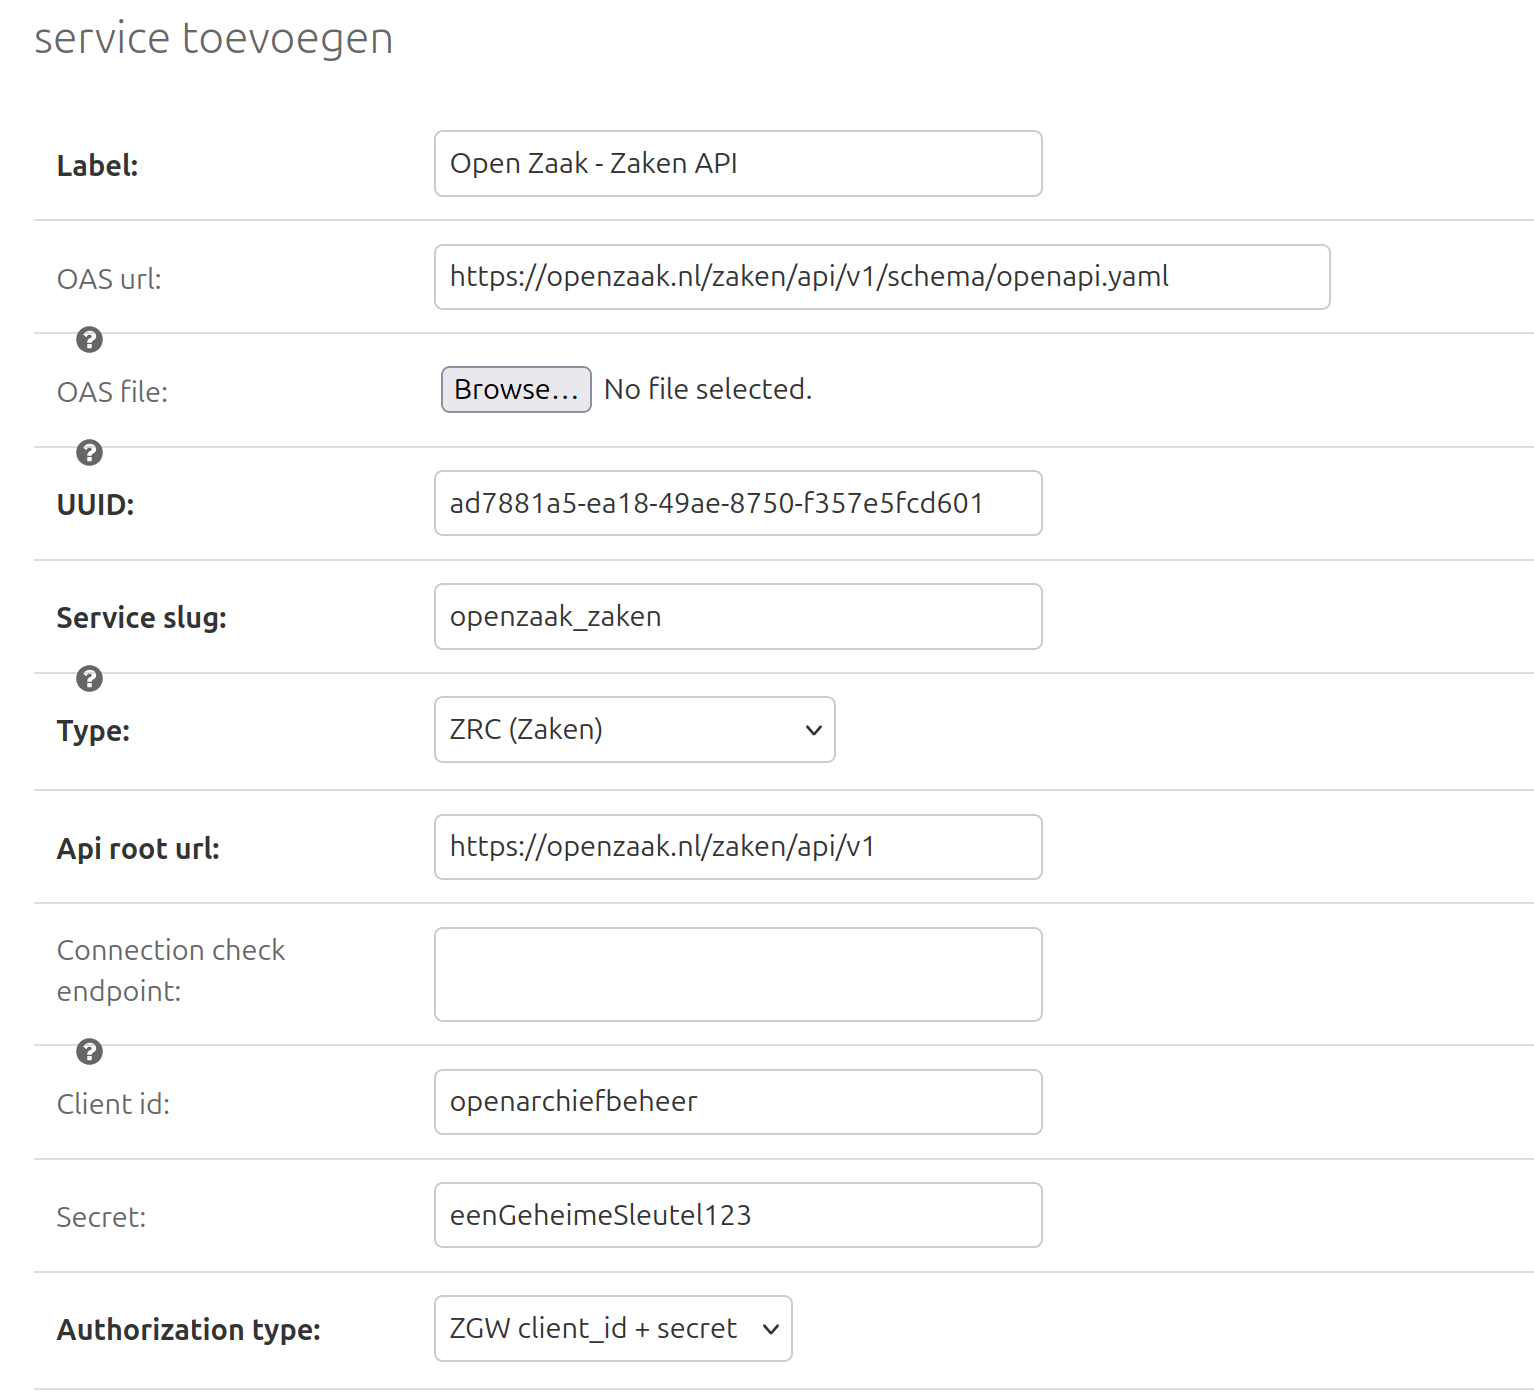 service toevoegen
Label: Open Zaak - Zaken API
OAS url: https://openzaak.nl/zaken/api/v1/schema/openapi.yaml
?
OAS file: Browse... No file selected.
?
UUID: ad7881a5-ea18-49ae-8750-f357e5fcd601
Service slug: openzaak_zaken
?
Type: ZRC (Zaken)
Api root url: https://openzaak.nl/zaken/api/v1
Connection check
endpoint:
?
Client id: openarchiefbeheer
Secret: eenGeheimeSleutel123
Authorization type: ZGW client_id + secret